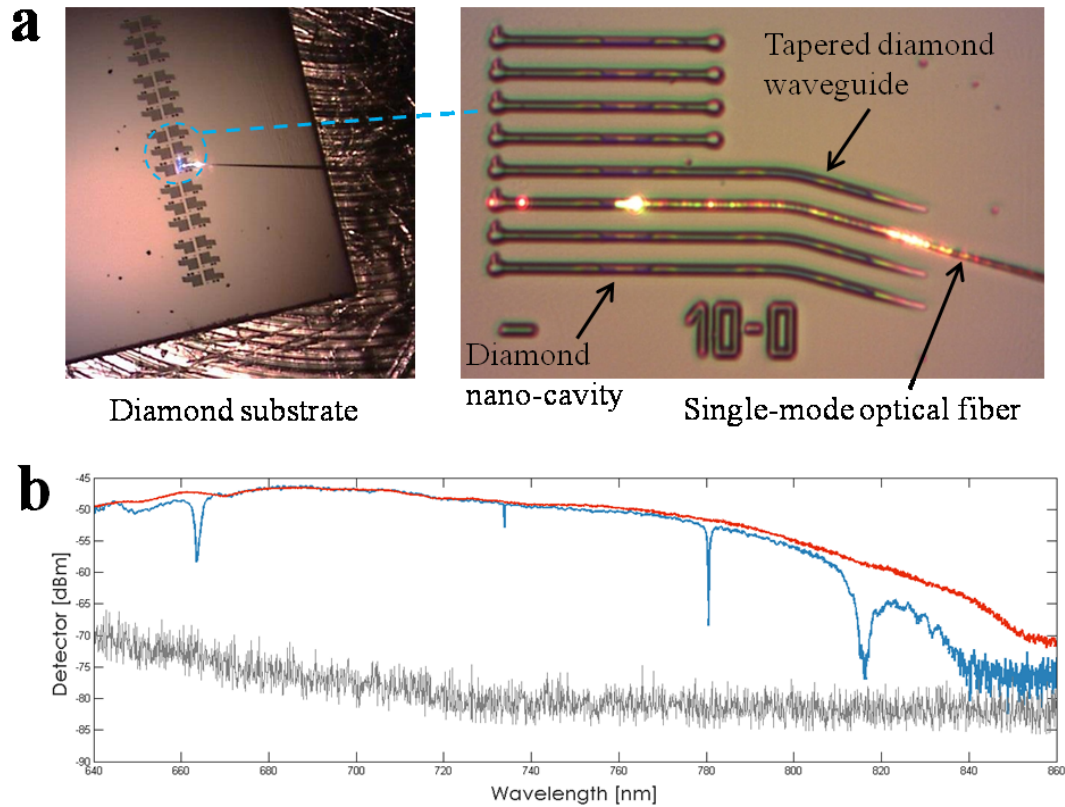 a
Tapered diamond
waveguide
10-0
Diamond
nano-cavity
Single-mode optical fiber
Diamond substrate
b
-45
-50
-55
-60
-65
-70
-75
-80
-85
-90
Detector [dBm]
640
660
680
700
720
740
760
780
800
820
840
860
Wavelength [nm]